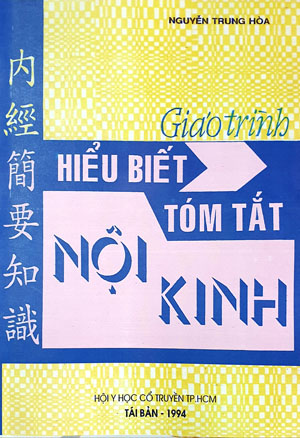 NGUYỄN TRUNG HÒA
Giáo trình
內經簡要知識
HIỂU BIẾT
TÓM TẮT
NỘI
KINH
HỘI Y HỌC CỔ TRUYỀN TP.HCM
TÁI BẢN - 1994